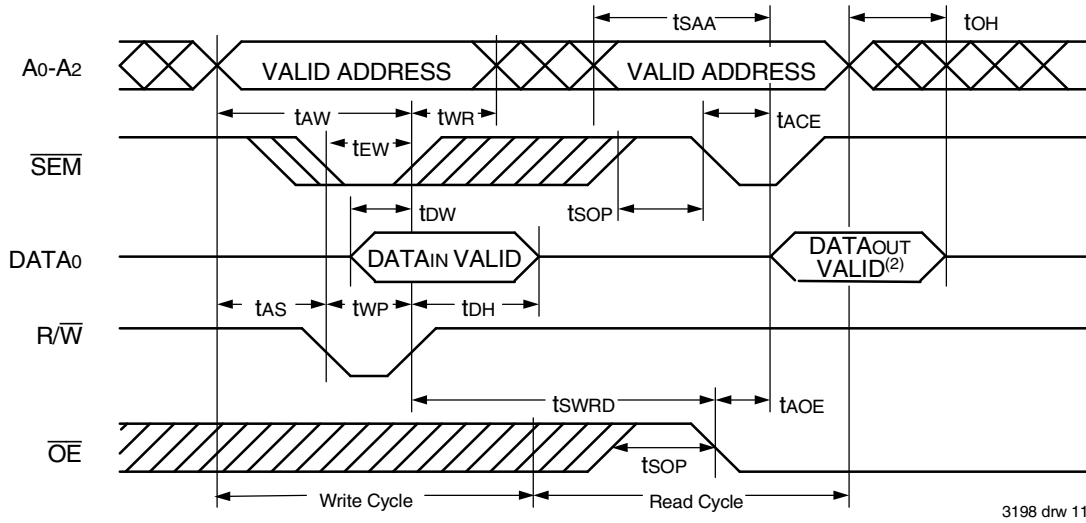 tSAA tOH
A0-A2 VALID ADDRESS VALID ADDRESS
tAW tWR tACE
tEW
SEM
tDW tSOP
DATA0 DATAIN VALID DATAOUT
VALID(2)
tAS tWP tDH
R/W
tSWRD tAOE
OE tSOP
Write Cycle Read Cycle
3198 drw 11